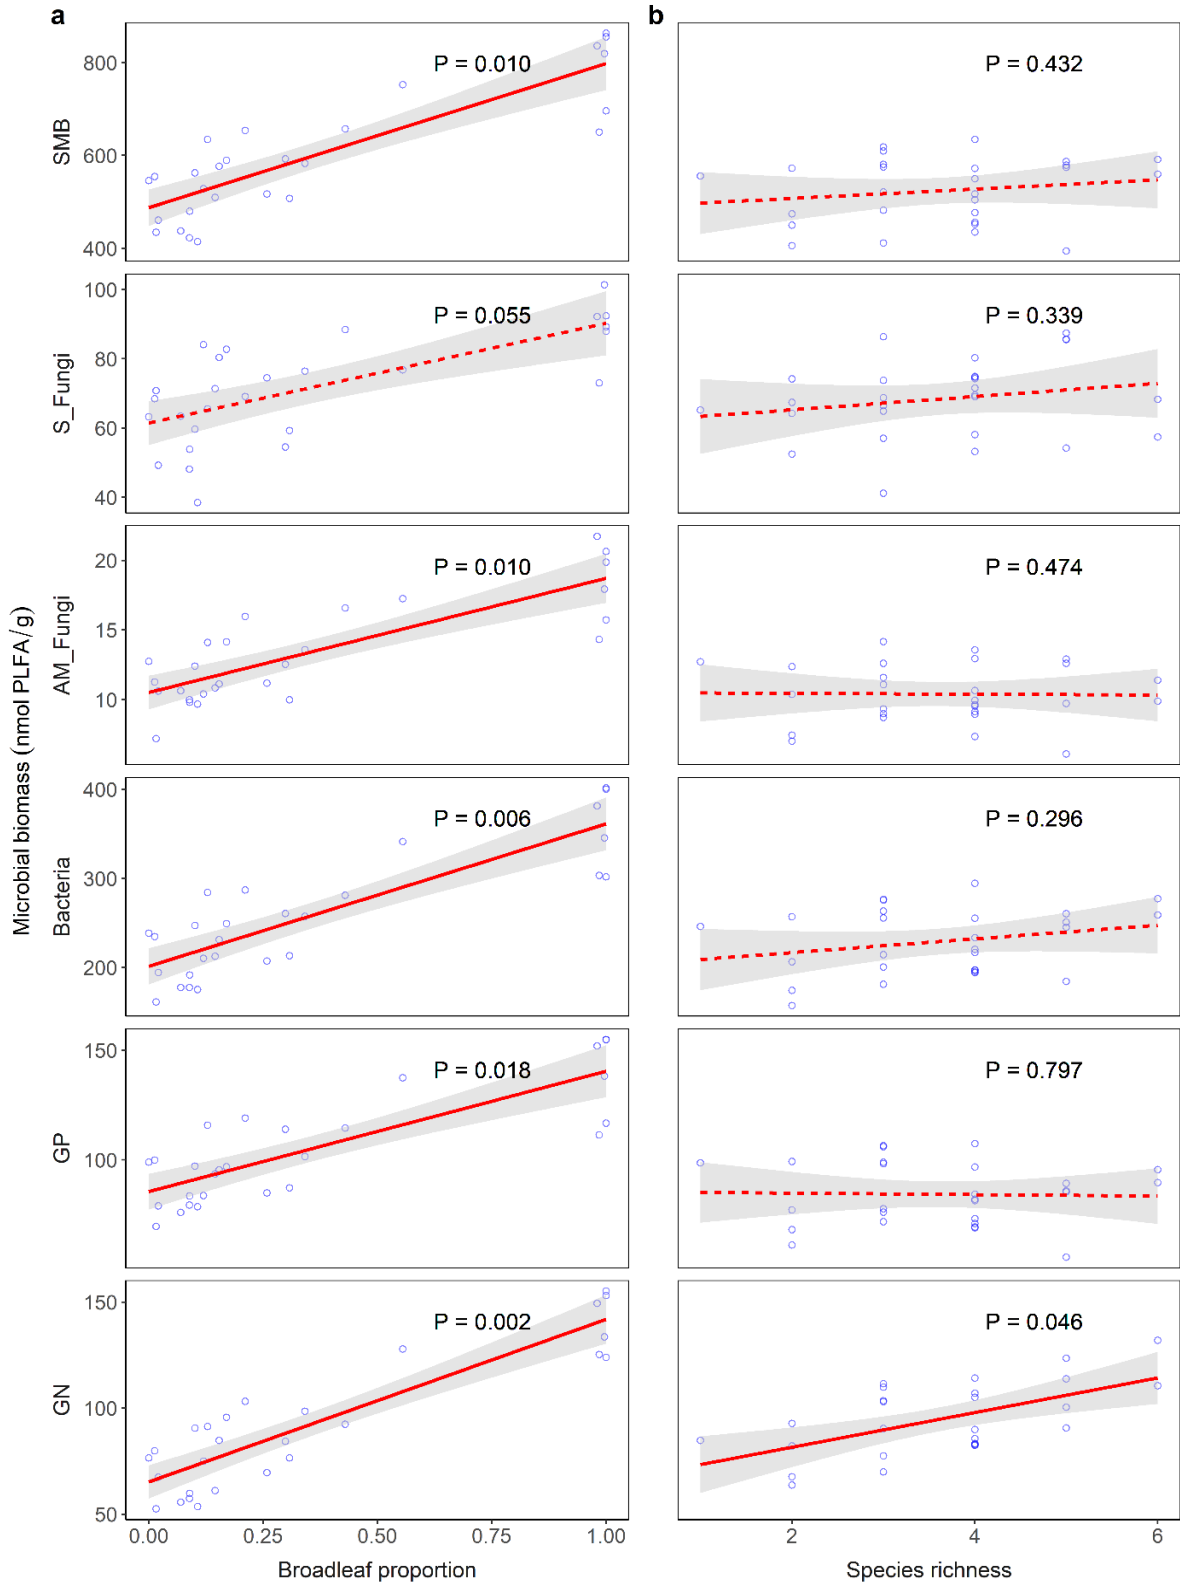 a
b
P = 0.010
P = 0.432
800
600
400
SMB
P = 0.055
P = 0.339
100
80
60
40
S_Fungi
P = 0.010
P = 0.474
20
15
10
AM_Fungi
Microbial biomass (nmol PLFA/g)
P = 0.006
P = 0.296
400
300
200
Bacteria
P = 0.018
P = 0.797
150
100
GP
P = 0.002
P = 0.046
150
100
50
GN
0.00 0.25 0.50 0.75 1.00
2 4 6
Broadleaf proportion
Species richness